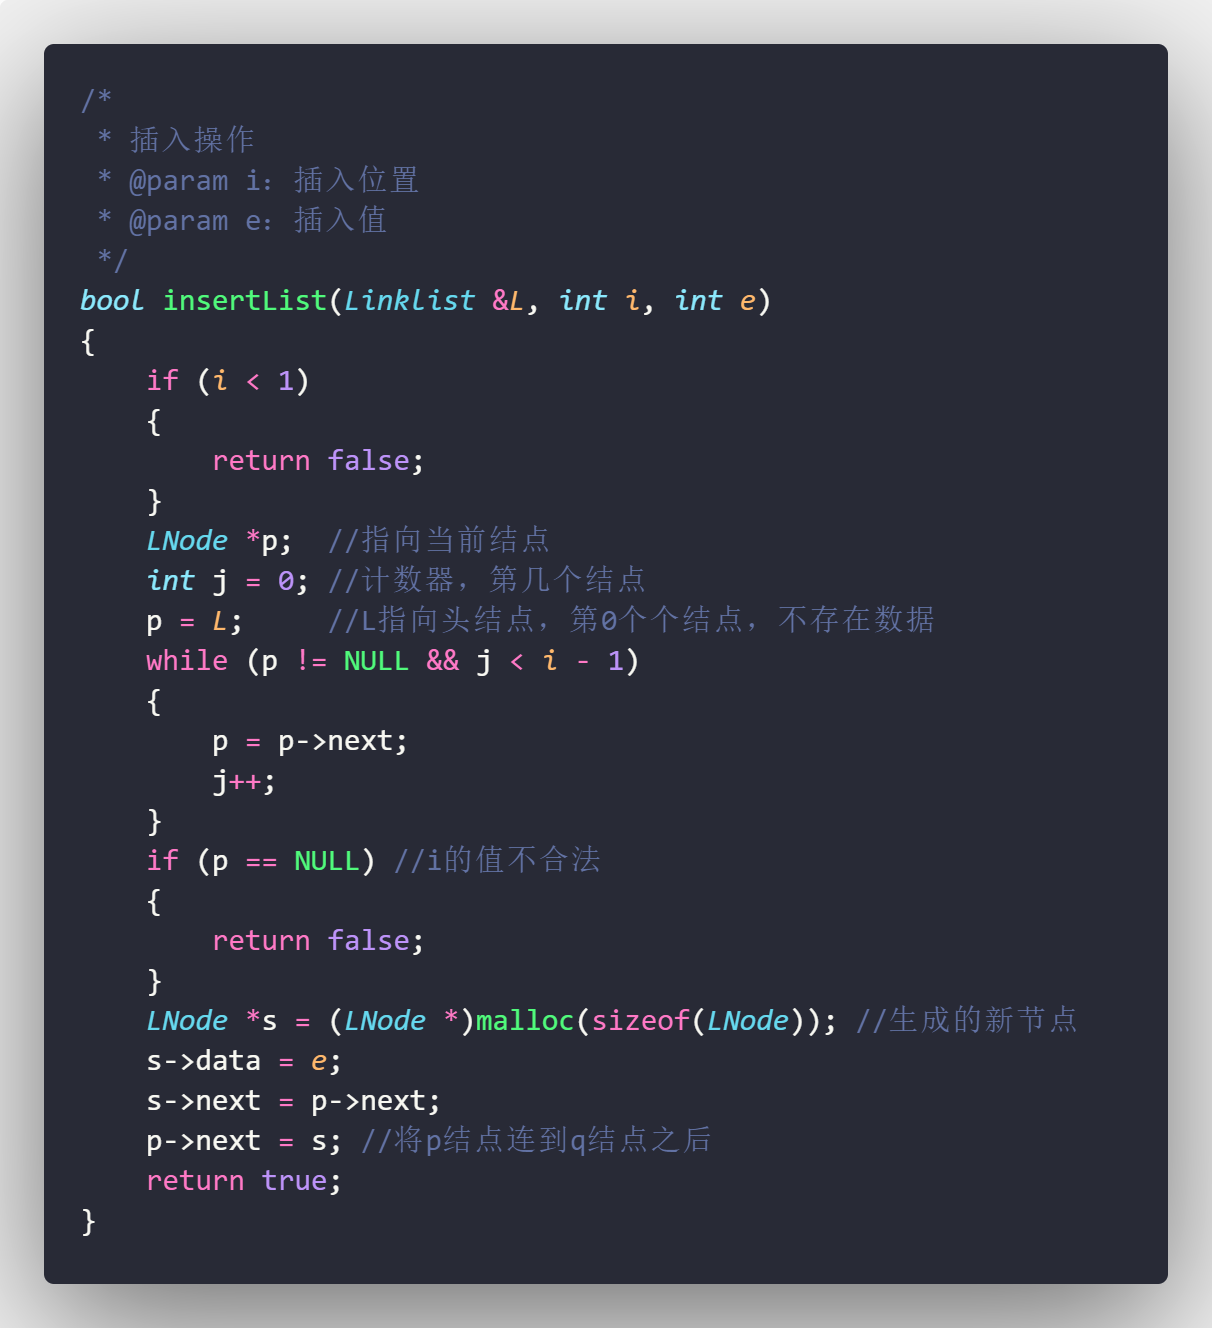 /*
 * 插入操作
 * @param i：插入位置
 * @param e：插入值
 */
bool insertList(Linklist &L, int i, int e)
{
    if (i < 1)
    {
        return false;
    }
    LNode *p;  //指向当前结点
    int j = 0; //计数器，第几个结点
    p = L;     //L指向头结点，第0个个结点，不存在数据
    while (p != NULL && j < i - 1)
    {
        p = p->next;
        j++;
    }
    if (p == NULL) //i的值不合法
    {
        return false;
    }
    LNode *s = (LNode *)malloc(sizeof(LNode)); //生成的新节点
    s->data = e;
    s->next = p->next;
    p->next = s; //将p结点连到q结点之后
    return true;
}